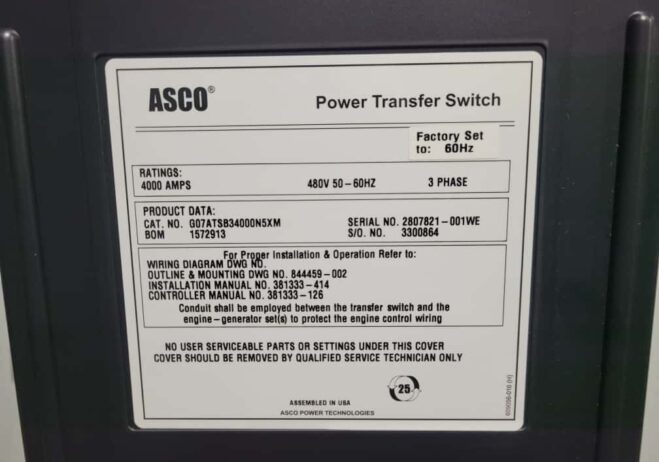 ASCO®
Power Transfer Switch
Factory Set
to: 60Hz
RATINGS:
4000 AMPS 480V 50-60HZ 3 PHASE
PRODUCT DATA:
CAT. NO. G07ATSB34000N5XM SERIAL NO. 2807821-001WE
BOM 1572913 S/O. NO. 3300864
For Proper Installation & Operation Refer to:
WIRING DIAGRAM DWG NO.
OUTLINE & MOUNTING DWG NO. 844459-002
INSTALLATION MANUAL NO. 381333-414
CONTROLLER MANUAL NO. 381333-126
Conduit shall be employed between the transfer switch and the
engine-generator set(s) to protect the engine control wiring
NO USER SERVICEABLE PARTS OR SETTINGS UNDER THIS COVER
COVER SHOULD BE REMOVED BY QUALIFIED SERVICE TECHNICIAN ONLY
25
ASSEMBLED IN USA
ASCO POWER TECHNOLOGIES